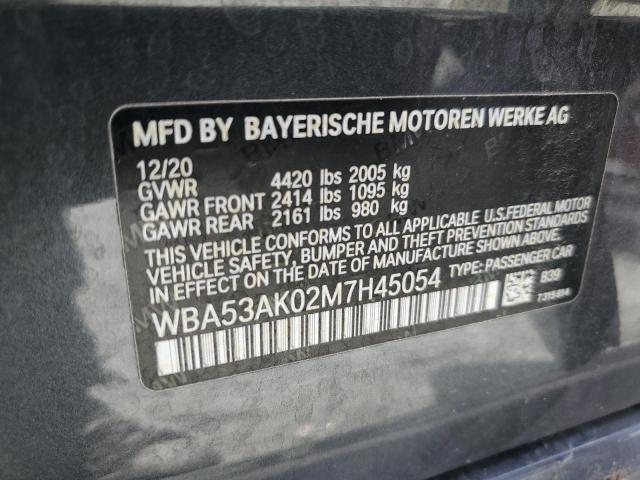 MFD BY BAYERISCHE MOTOREN WERKE AG
12/20
GVWR 4420 lbs 2005 kg
GAWR FRONT 2414 lbs 1095 kg
GAWR REAR 2161 lbs 980 kg
THIS VEHICLE CONFORMS TO ALL APPLICABLE U.S. FEDERAL MOTOR
VEHICLE SAFETY, BUMPER AND THEFT PREVENTION STANDARDS
IN EFFECT ON THE DATE OF MANUFACTURE SHOWN ABOVE.
WBA53AK02M7H45054 TYPE: PASSENGER CAR
B39